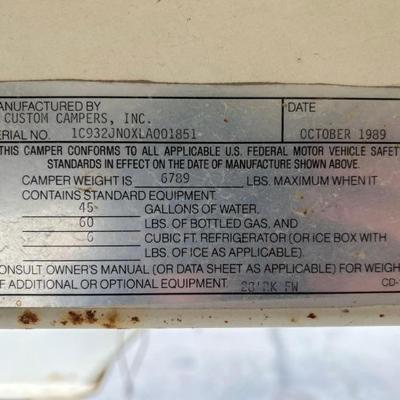 ANUFACTURED BY
CUSTOM CAMPERS, INC.
DATE
ERIAL NO. 1C932JN0XLA001851
OCTOBER 1989
THIS CAMPER CONFORMS TO ALL APPLICABLE U.S. FEDERAL MOTOR VEHICLE SAFET
STANDARDS IN EFFECT ON THE DATE OF MANUFACTURE SHOWN ABOVE.
CAMPER WEIGHT IS 6789 LBS. MAXIMUM WHEN IT
CONTAINS STANDARD EQUIPMENT
45 GALLONS OF WATER,
60 LBS. OF BOTTLED GAS, AND
6 CUBIC FT. REFRIGERATOR (OR ICE BOX WITH
LBS. OF ICE AS APPLICABLE).
ONSULT OWNER'S MANUAL (OR DATA SHEET AS APPLICABLE) FOR WEIGH
F ADDITIONAL OR OPTIONAL EQUIPMENT. FW CD-